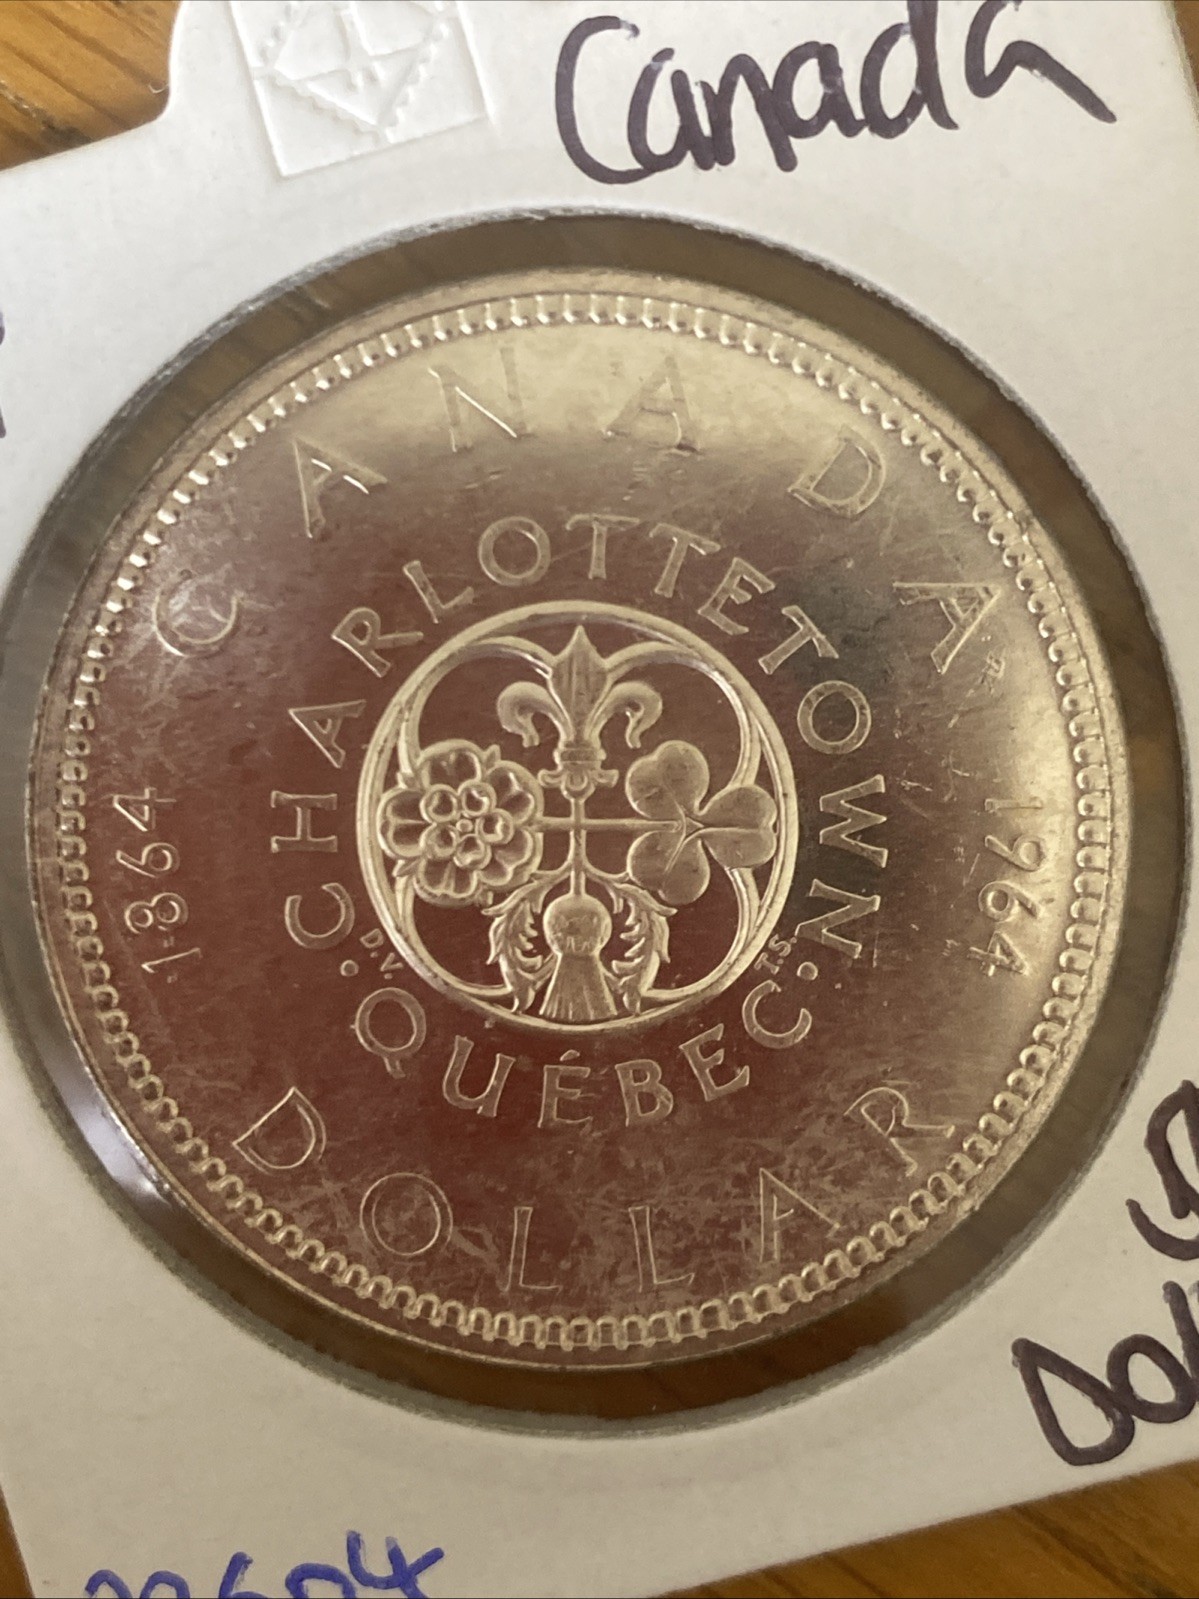 Canada
CANADA
CHARLOTTETOWN
1864
1964
D.V.
T.S.
• QUÉBEC •
DOLLAR